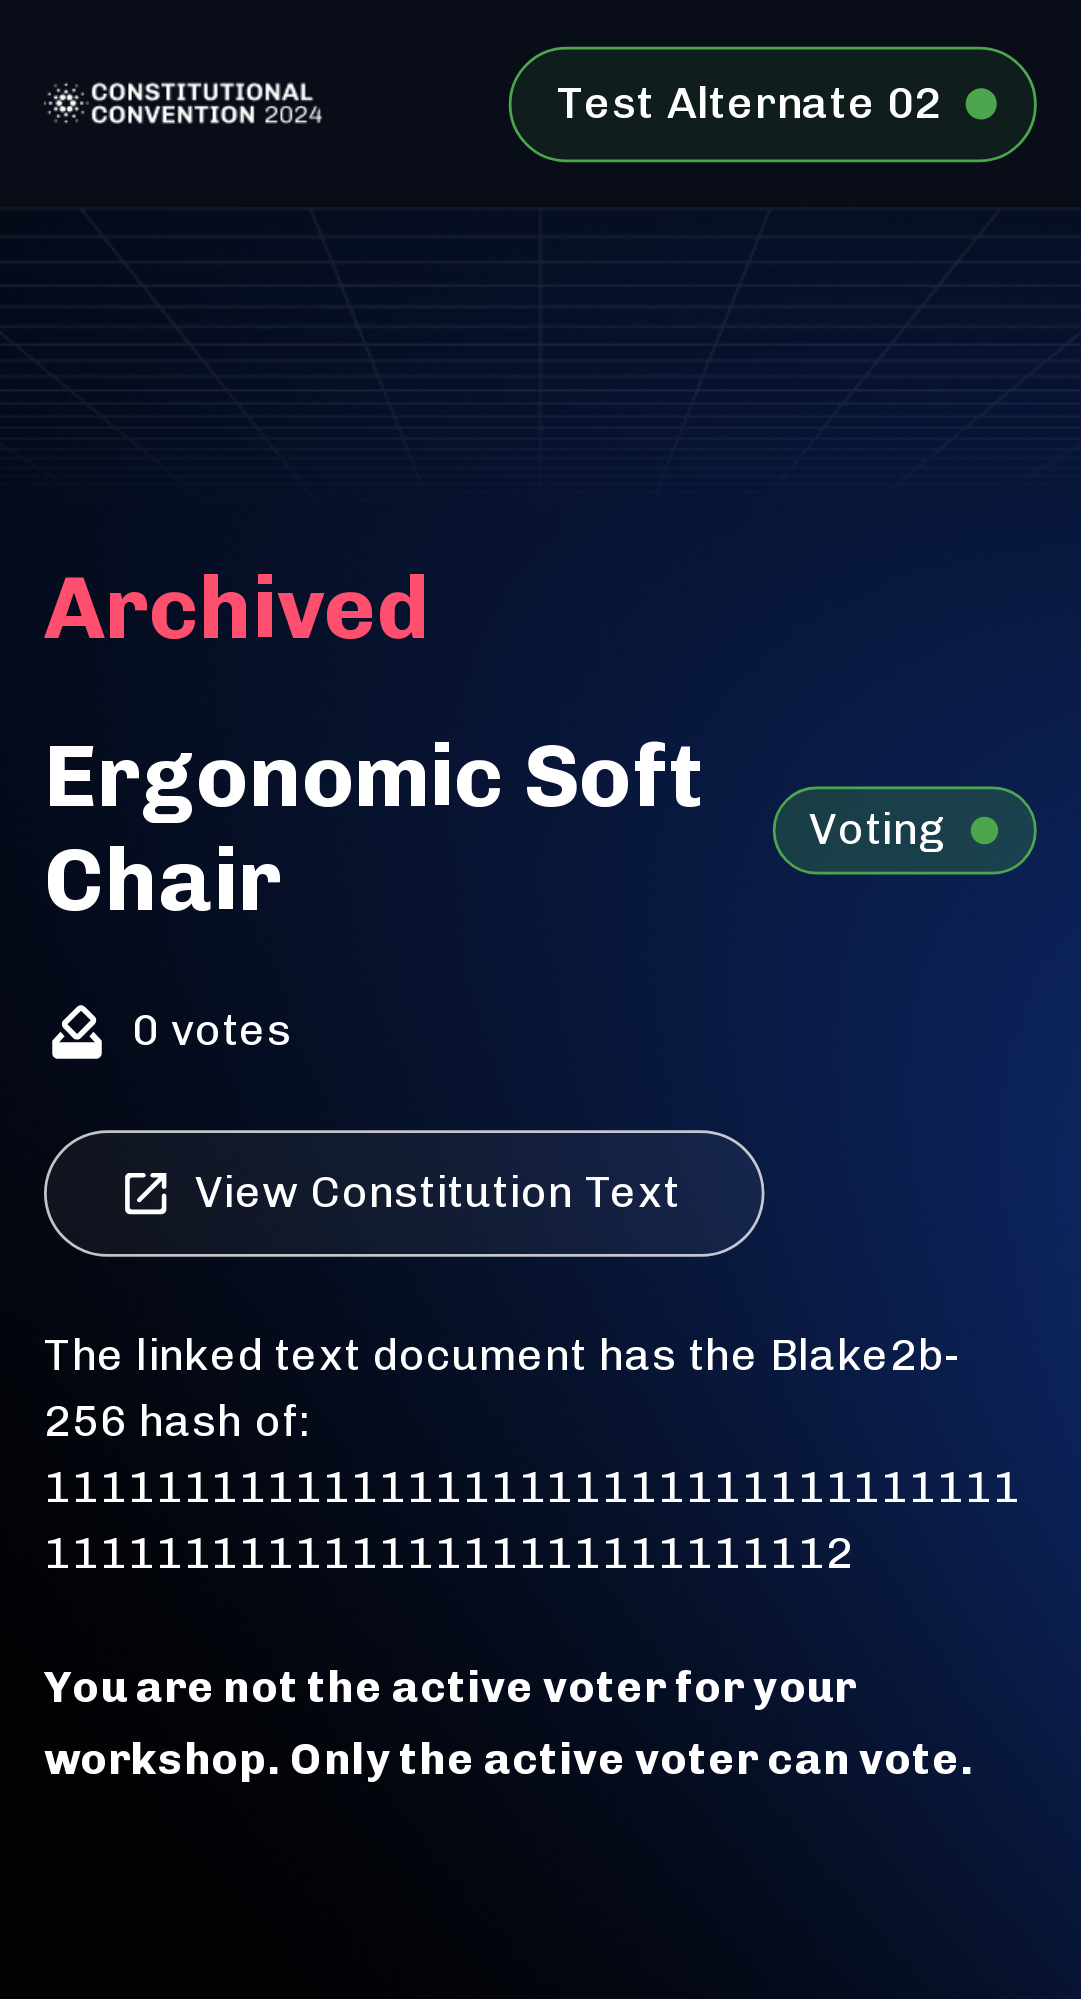 CONSTITUTIONAL
CONVENTION 2024
Test Alternate 02
Archived
Ergonomic Soft
Chair
Voting
0 votes
View Constitution Text
The linked text document has the Blake2b-
256 hash of:
11111111111111111111111111111111111
11111111111111111111111111112
You are not the active voter for your
workshop. Only the active voter can vote.